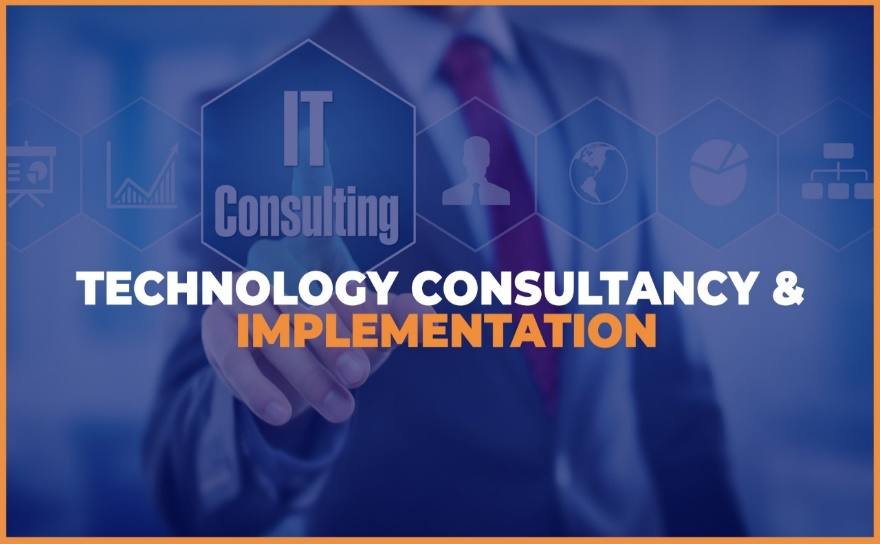 IT
Consulting
TECHNOLOGY CONSULTANCY &
IMPLEMENTATION